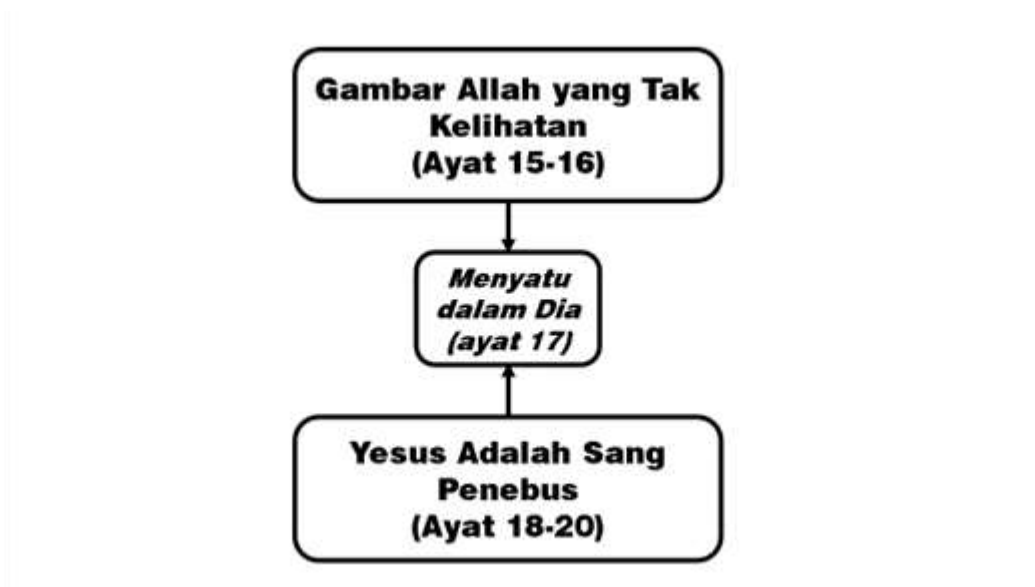 Gambar Allah yang Tak
Kelihatan
(Ayat 15-16)
Menyatu
dalam Dia
(ayat 17)
Yesus Adalah Sang
Penebus
(Ayat 18-20)